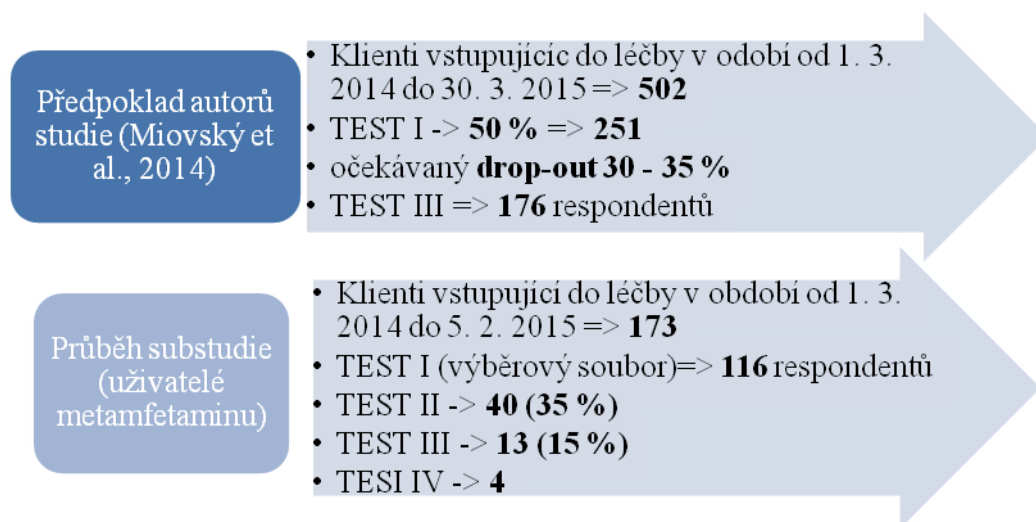 Předpoklad autorů
studie (Miovský et
al., 2014)
• Klienti vstupujícíc do léčby v období od 1. 3.
2014 do 30. 3. 2015 => 502
• TEST I -> 50 % => 251
• očekávaný drop-out 30 - 35 %
• TEST III => 176 respondentů
Průběh substudie
(uživatelé
metamfetaminu)
• Klienti vstupující do léčby v období od 1. 3.
2014 do 5. 2. 2015 => 173
• TEST I (výběrový soubor)=> 116 respondentů
• TEST II -> 40 (35 %)
• TEST III -> 13 (15 %)
• TESI IV -> 4